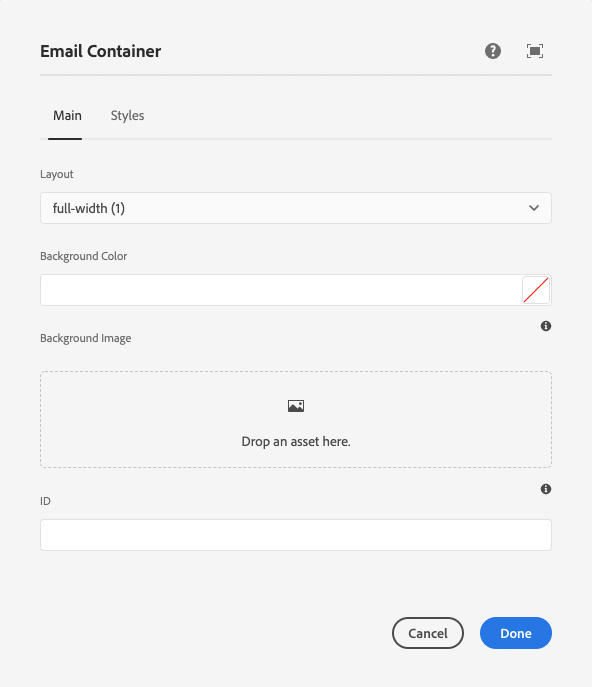 Email Container
Main
Styles
Layout
full-width (1)
Background Color
Background Image
Drop an asset here.
ID
Cancel
Done